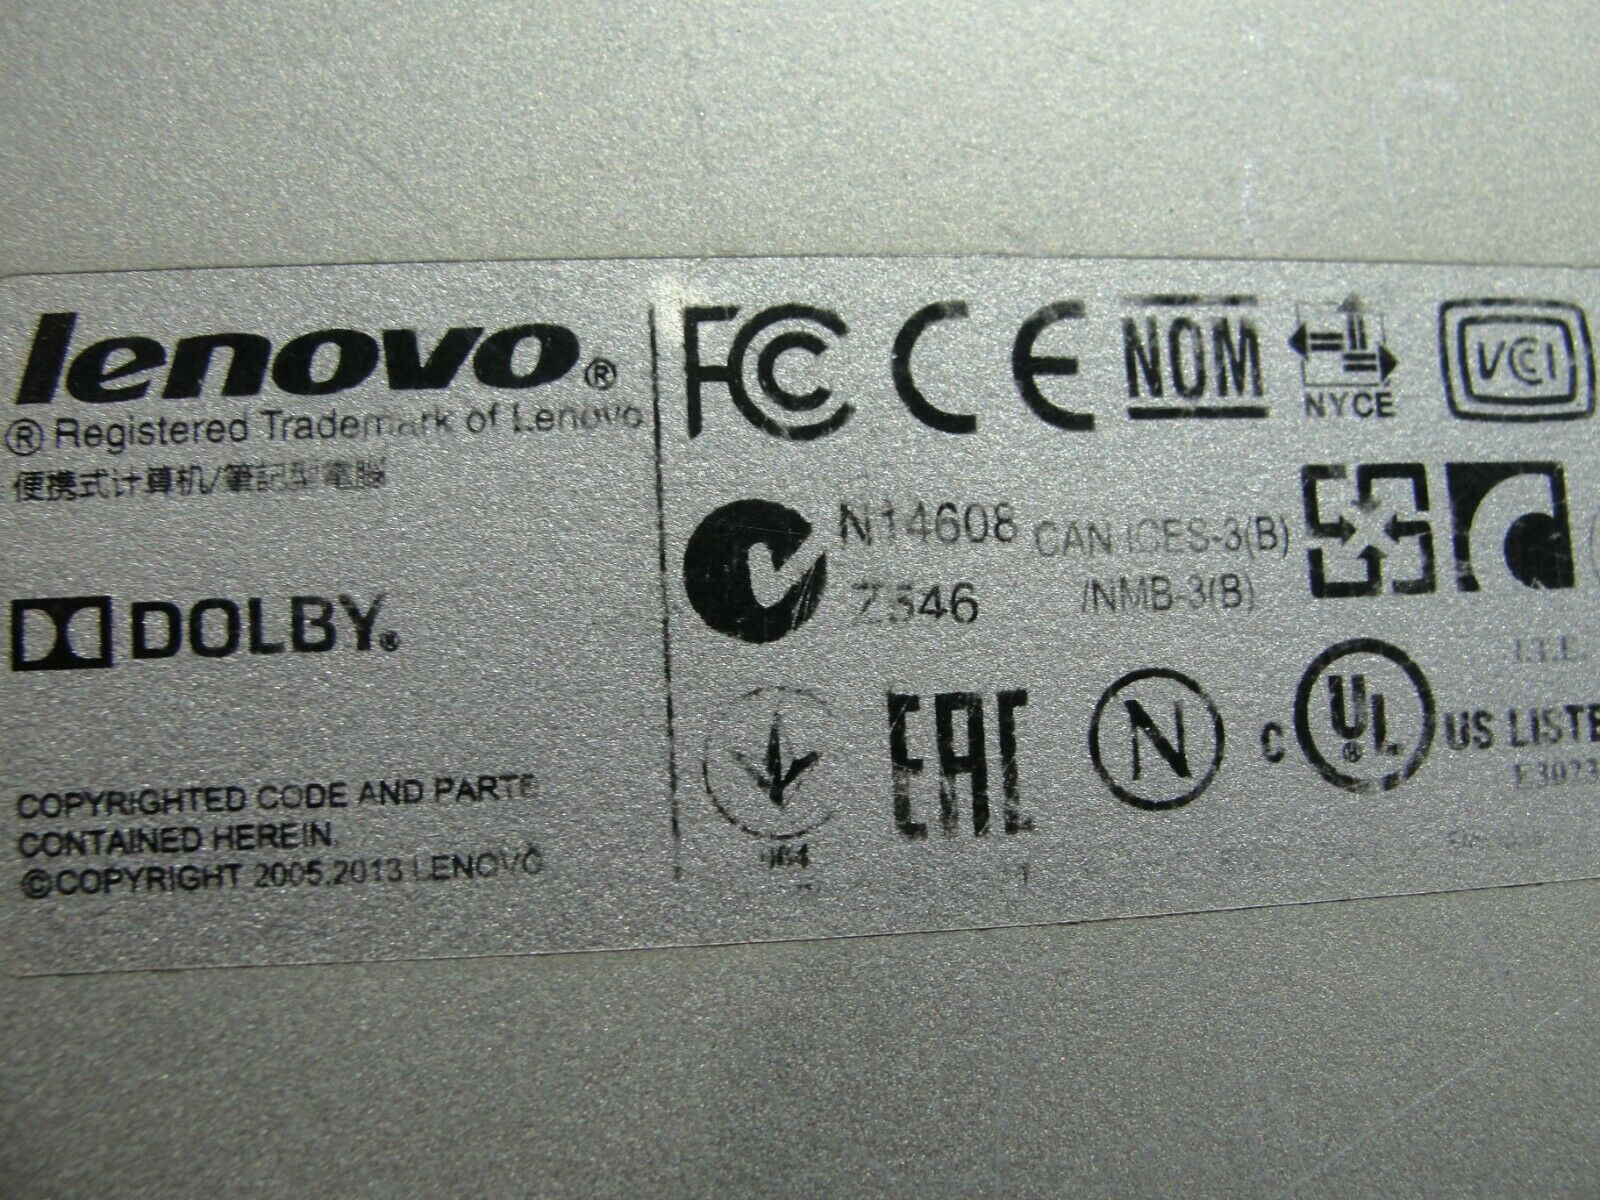 lenovo®
® Registered Trademark of Lenovo
便携式计算机/筆記型電腦
DOLBY®
COPYRIGHTED CODE AND PARTS
CONTAINED HEREIN.
©COPYRIGHT 2005,2013 LENOVO
FC CE NOM NYCE VCCI
N14608
Z546
CAN ICES-3(B)
/NMB-3(B)
I.T.E.
EAC N c UL® US LISTE